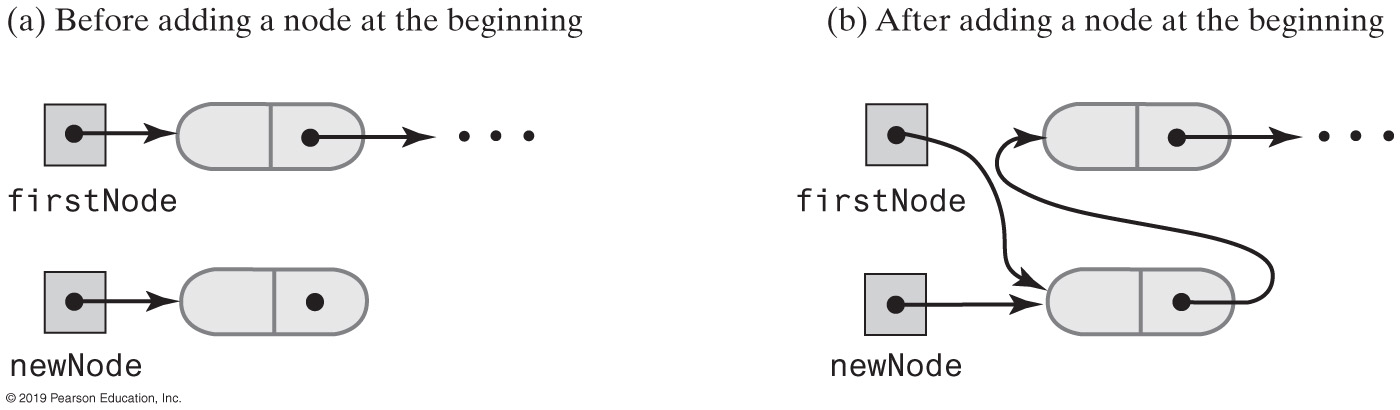 (a) Before adding a node at the beginning
(b) After adding a node at the beginning
firstNode
firstNode
newNode
newNode
© 2019 Pearson Education, Inc.